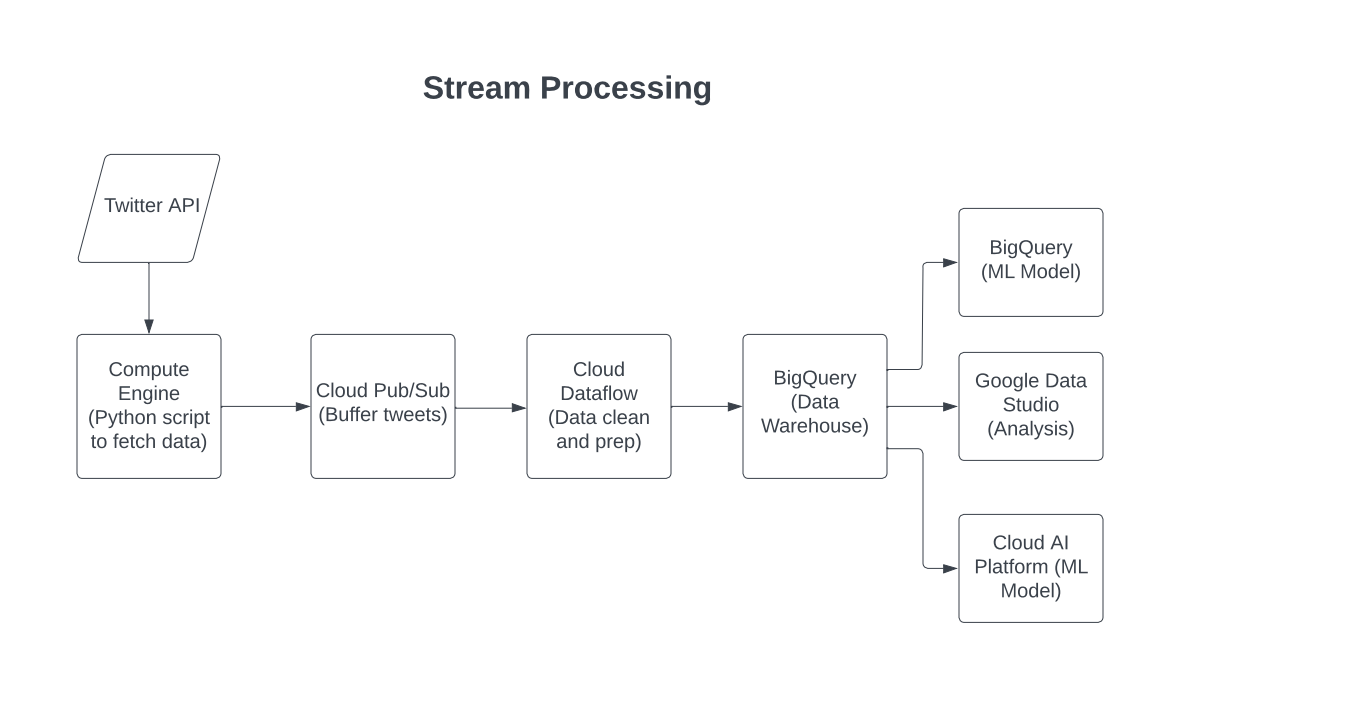 Stream Processing
Twitter API
Compute
Engine
(Python script
to fetch data)
Cloud Pub/Sub
(Buffer tweets)
Cloud
Dataflow
(Data clean
and prep)
BigQuery
(Data
Warehouse)
BigQuery
(ML Model)
Google Data
Studio
(Analysis)
Cloud AI
Platform (ML
Model)